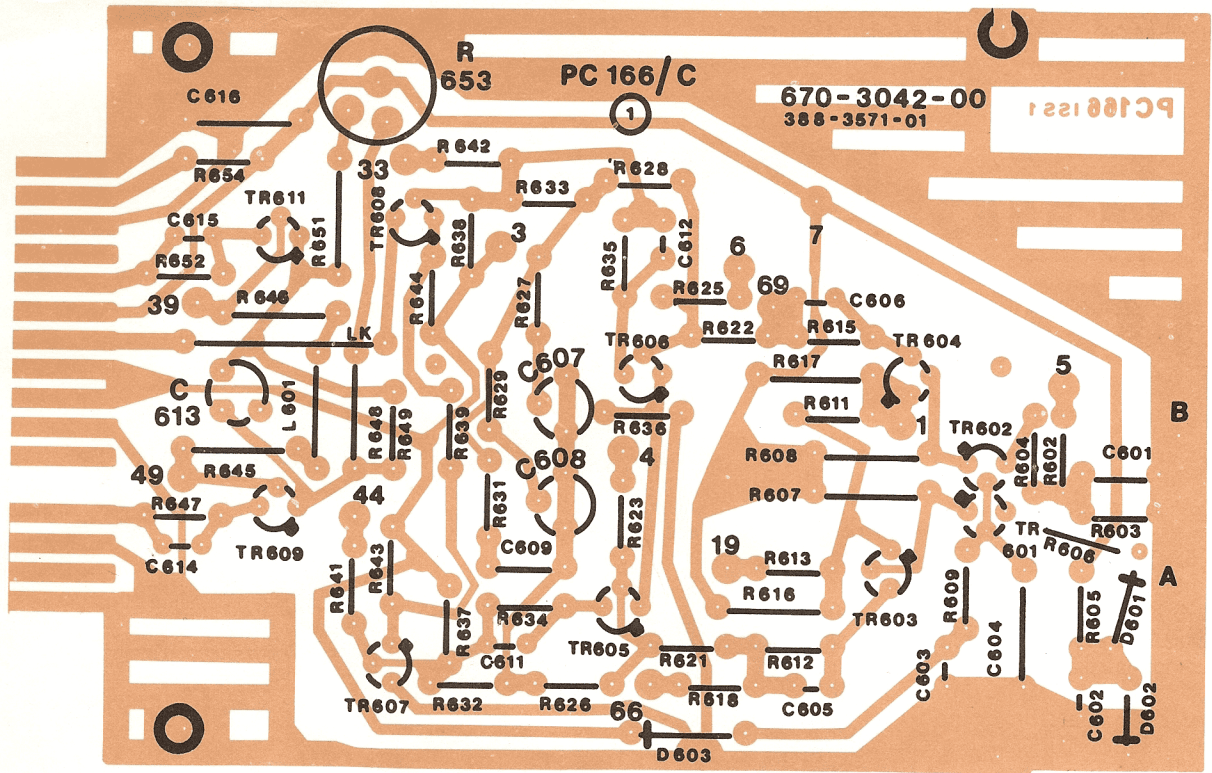 R
653
PC 166/C
1
670-3042-00
388-3571-01
PC166 ISS 1
C616
R654
33
R642
R628
TR611
R651
TR608
R633
C615
R638
3
R635
C612
6
7
R652
R644
R627
R625
69
C606
39
R646
LK
TR606
R622
R615
TR604
C607
R617
5
C
613
L601
R648
R649
R639
R629
R636
R611
1
TR602
B
C608
4
R608
R604
R602
C601
49
R645
R607
R647
44
R631
R623
TR
601
R606
R603
TR609
C609
19
R613
A
C614
R641
R643
R616
TR603
R609
R605
D601
R637
R634
TR605
C611
R621
R612
C603
C604
TR607
R632
R626
66
R618
C605
C602
D602
D603